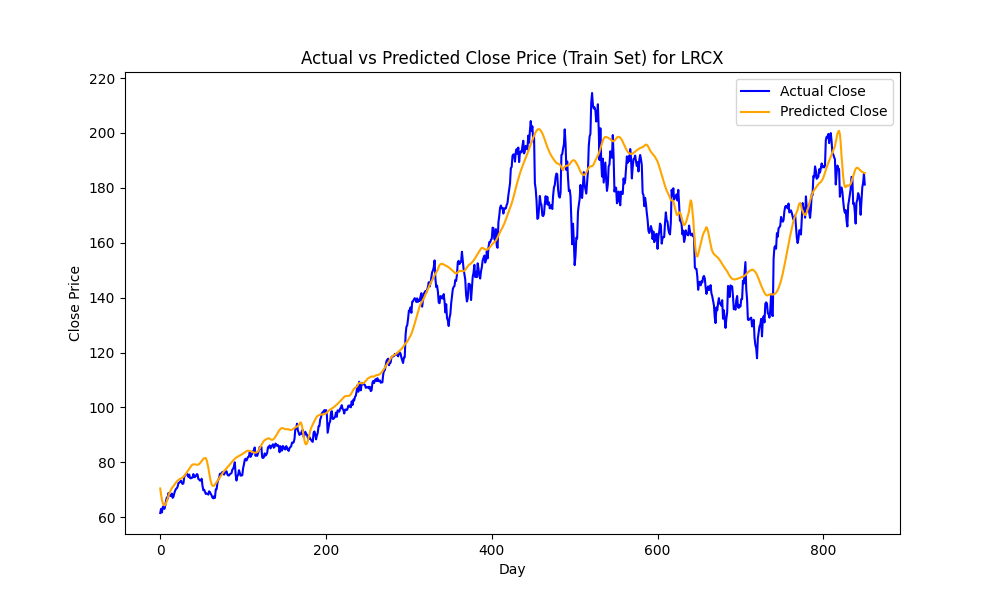 Actual vs Predicted Close Price (Train Set) for LRCX
Actual Close
Predicted Close
220
200
180
160
140
120
100
80
60
Close Price
0
200
400
600
800
Day